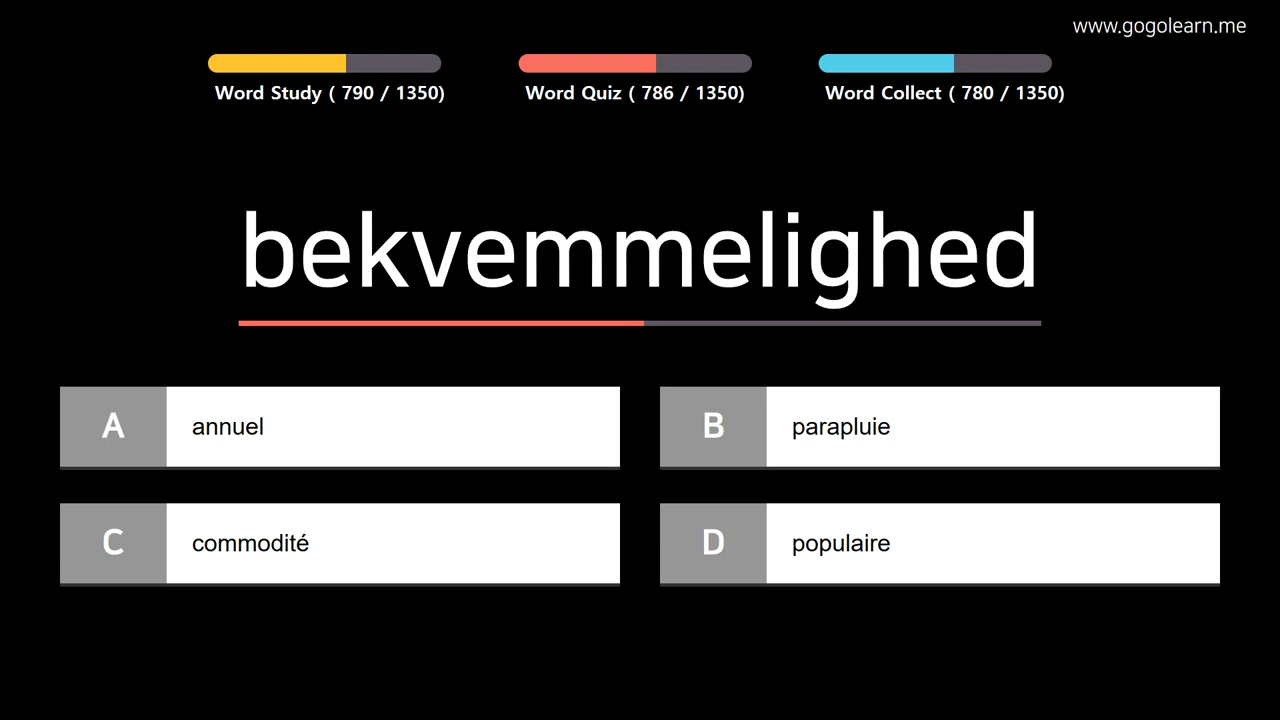 www.gogolearn.me
Word Study ( 790 / 1350)
Word Quiz ( 786 / 1350)
Word Collect ( 780 / 1350)
bekvemmelighed
A annuel
B parapluie
C commodité
D populaire